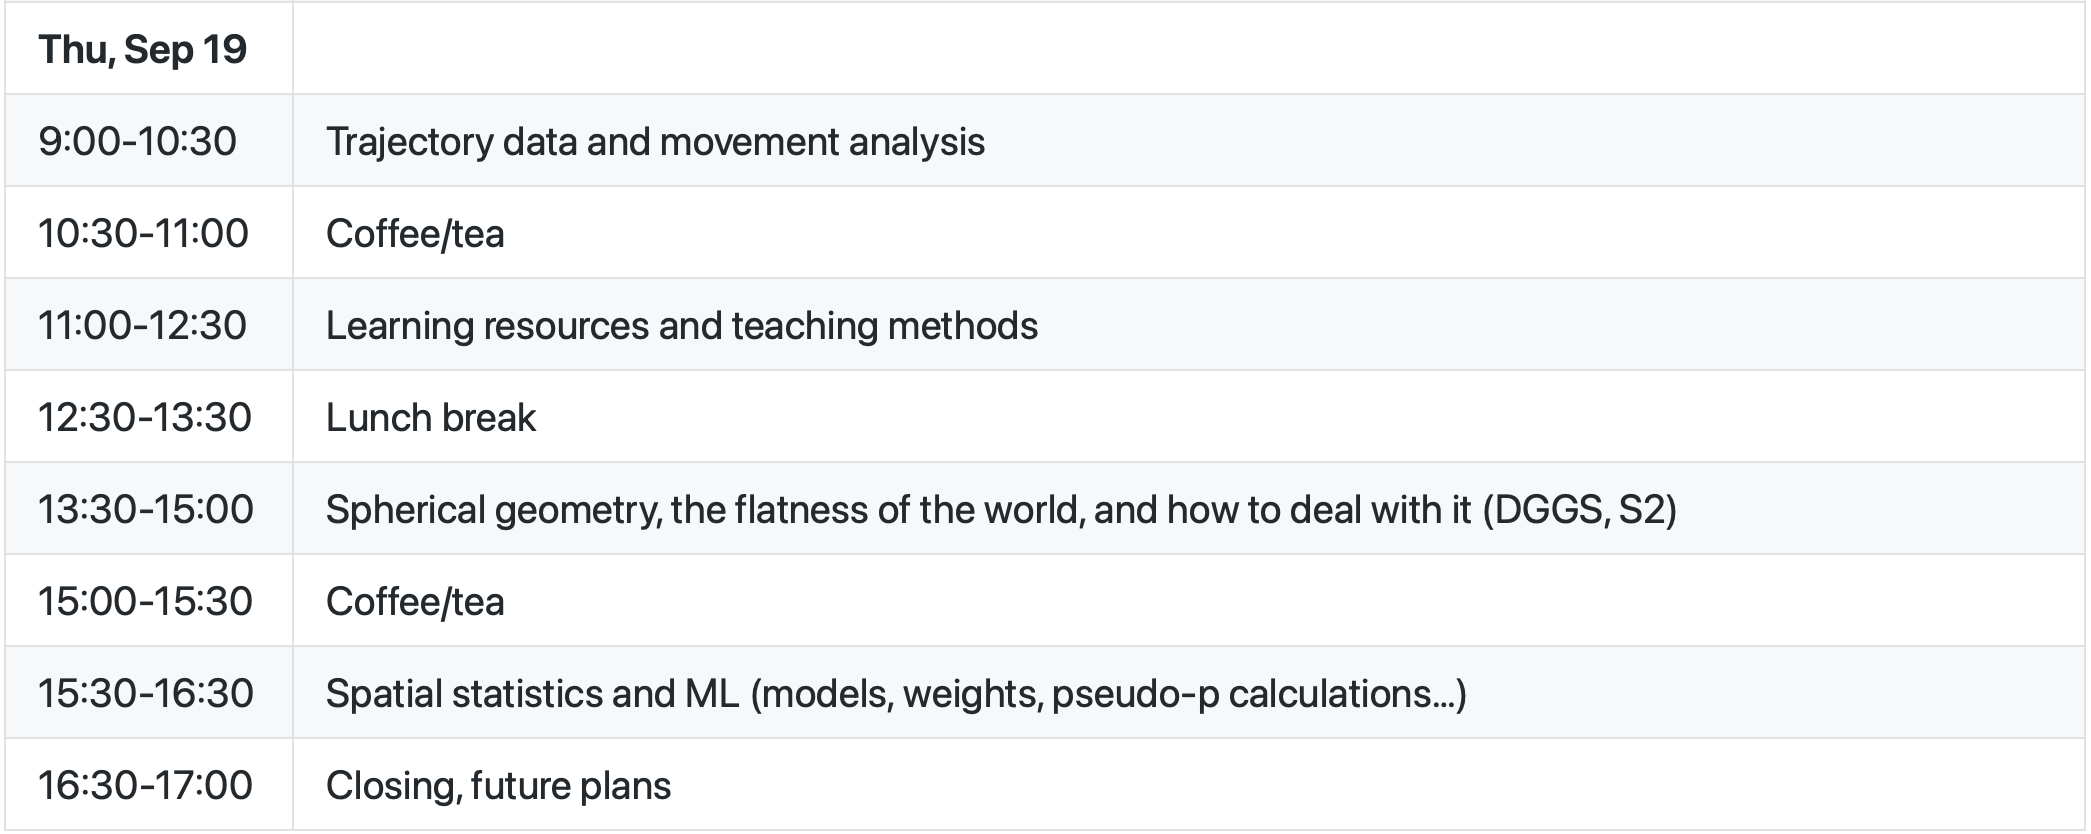 Thu, Sep 19
9:00-10:30 Trajectory data and movement analysis
10:30-11:00 Coffee/tea
11:00-12:30 Learning resources and teaching methods
12:30-13:30 Lunch break
13:30-15:00 Spherical geometry, the flatness of the world, and how to deal with it (DGGS, S2)
15:00-15:30 Coffee/tea
15:30-16:30 Spatial statistics and ML (models, weights, pseudo-p calculations...)
16:30-17:00 Closing, future plans